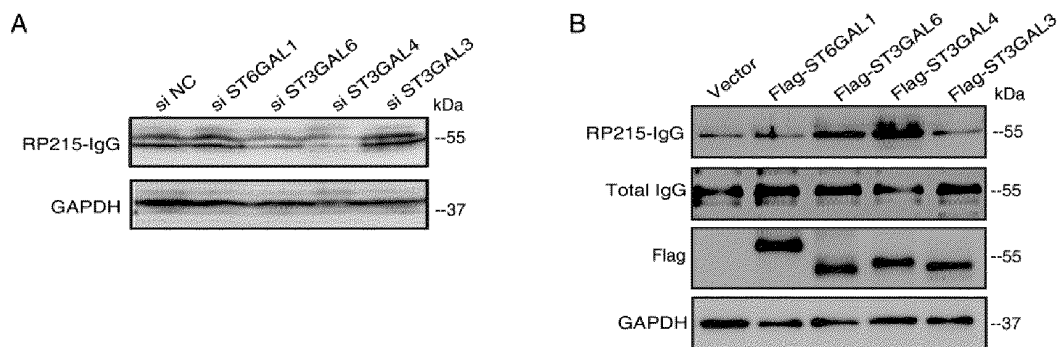 A
si NC
si ST6GAL1
si ST3GAL6
si ST3GAL4
si ST3GAL3
kDa
RP215-IgG
--55
GAPDH
--37
B
Vector
Flag-ST6GAL1
Flag-ST3GAL6
Flag-ST3GAL4
Flag-ST3GAL3
kDa
RP215-IgG
--55
Total IgG
--55
Flag
--55
GAPDH
--37